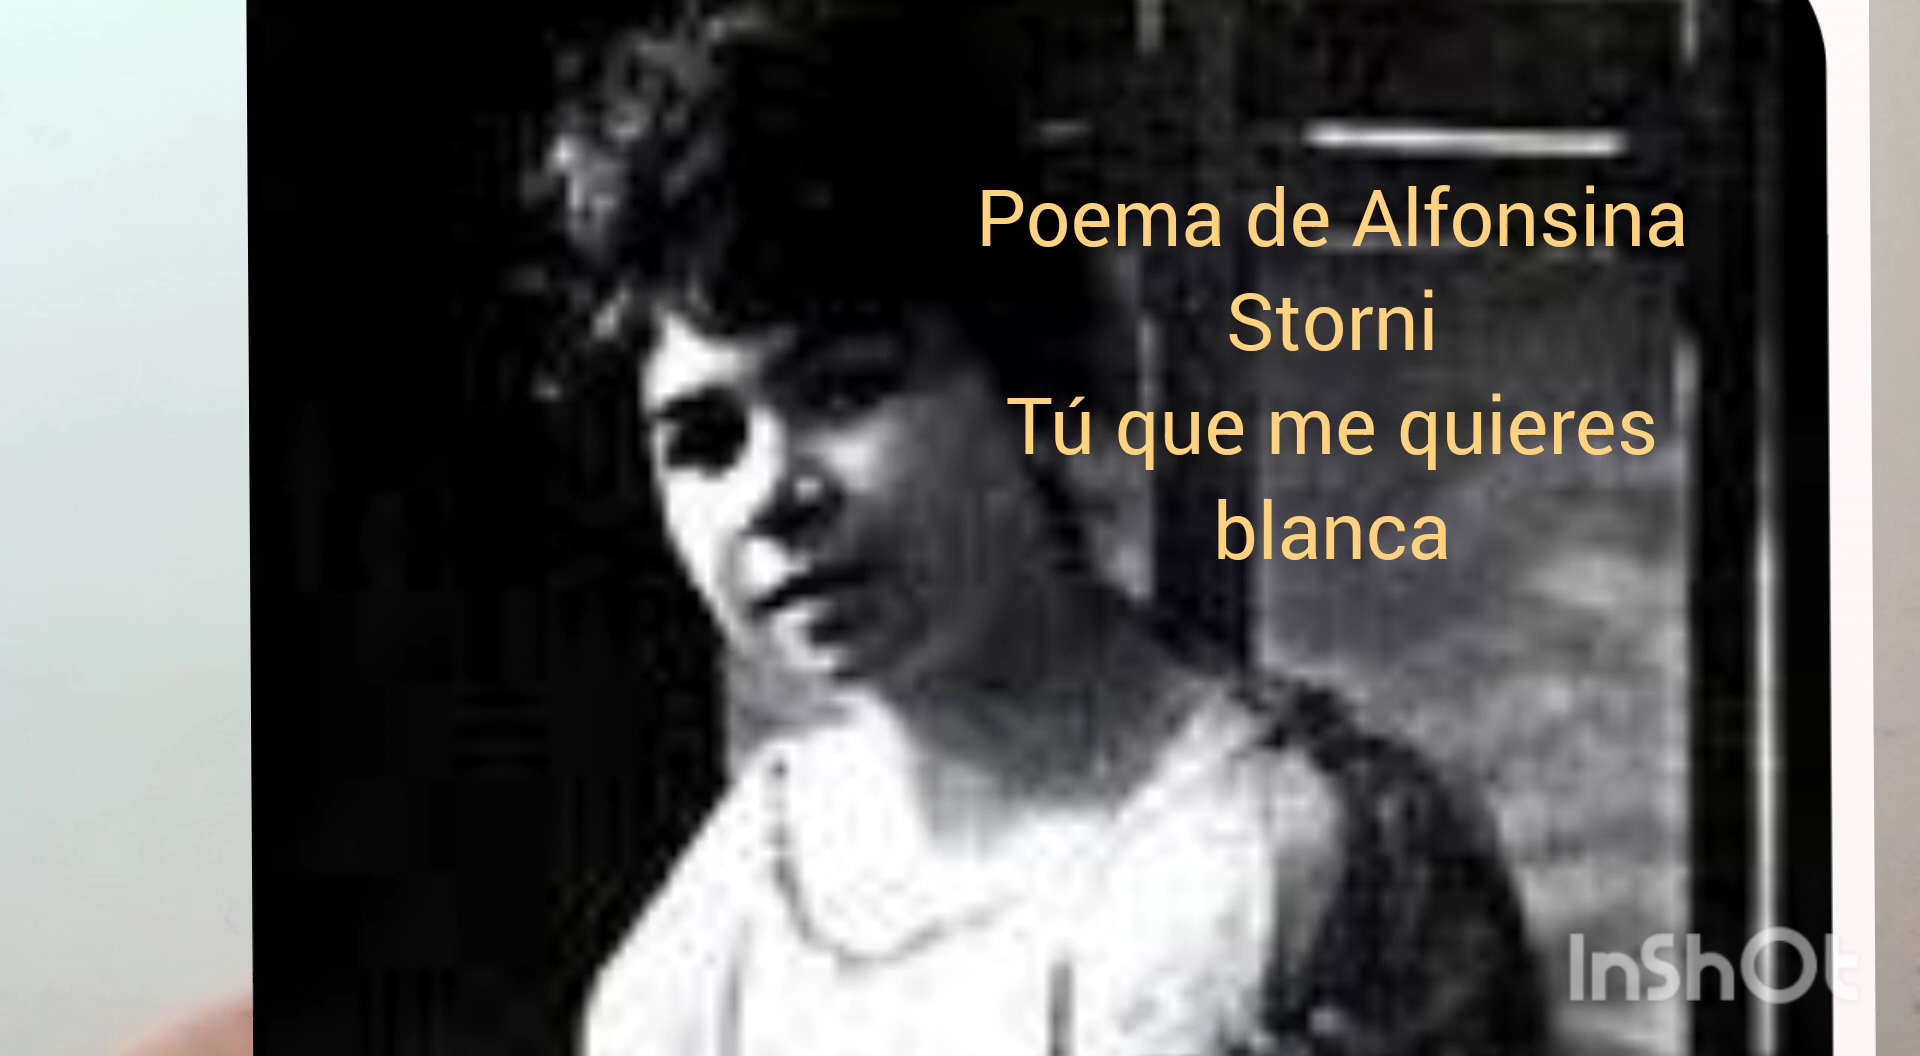 Poema de Alfonsina
Storni
Tú que me quieres
blanca
InShOt